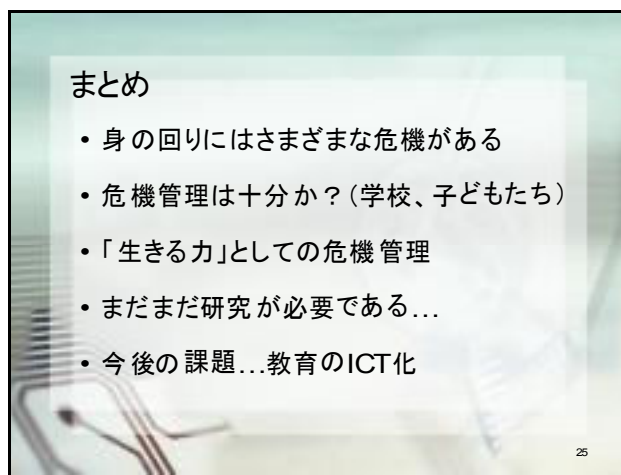 まとめ
• 身の回りにはさまざまな危機がある
• 危機管理は十分か？(学校、子どもたち)
• 「生きる力」としての危機管理
• まだまだ研究が必要である…
• 今後の課題…教育のICT化
25